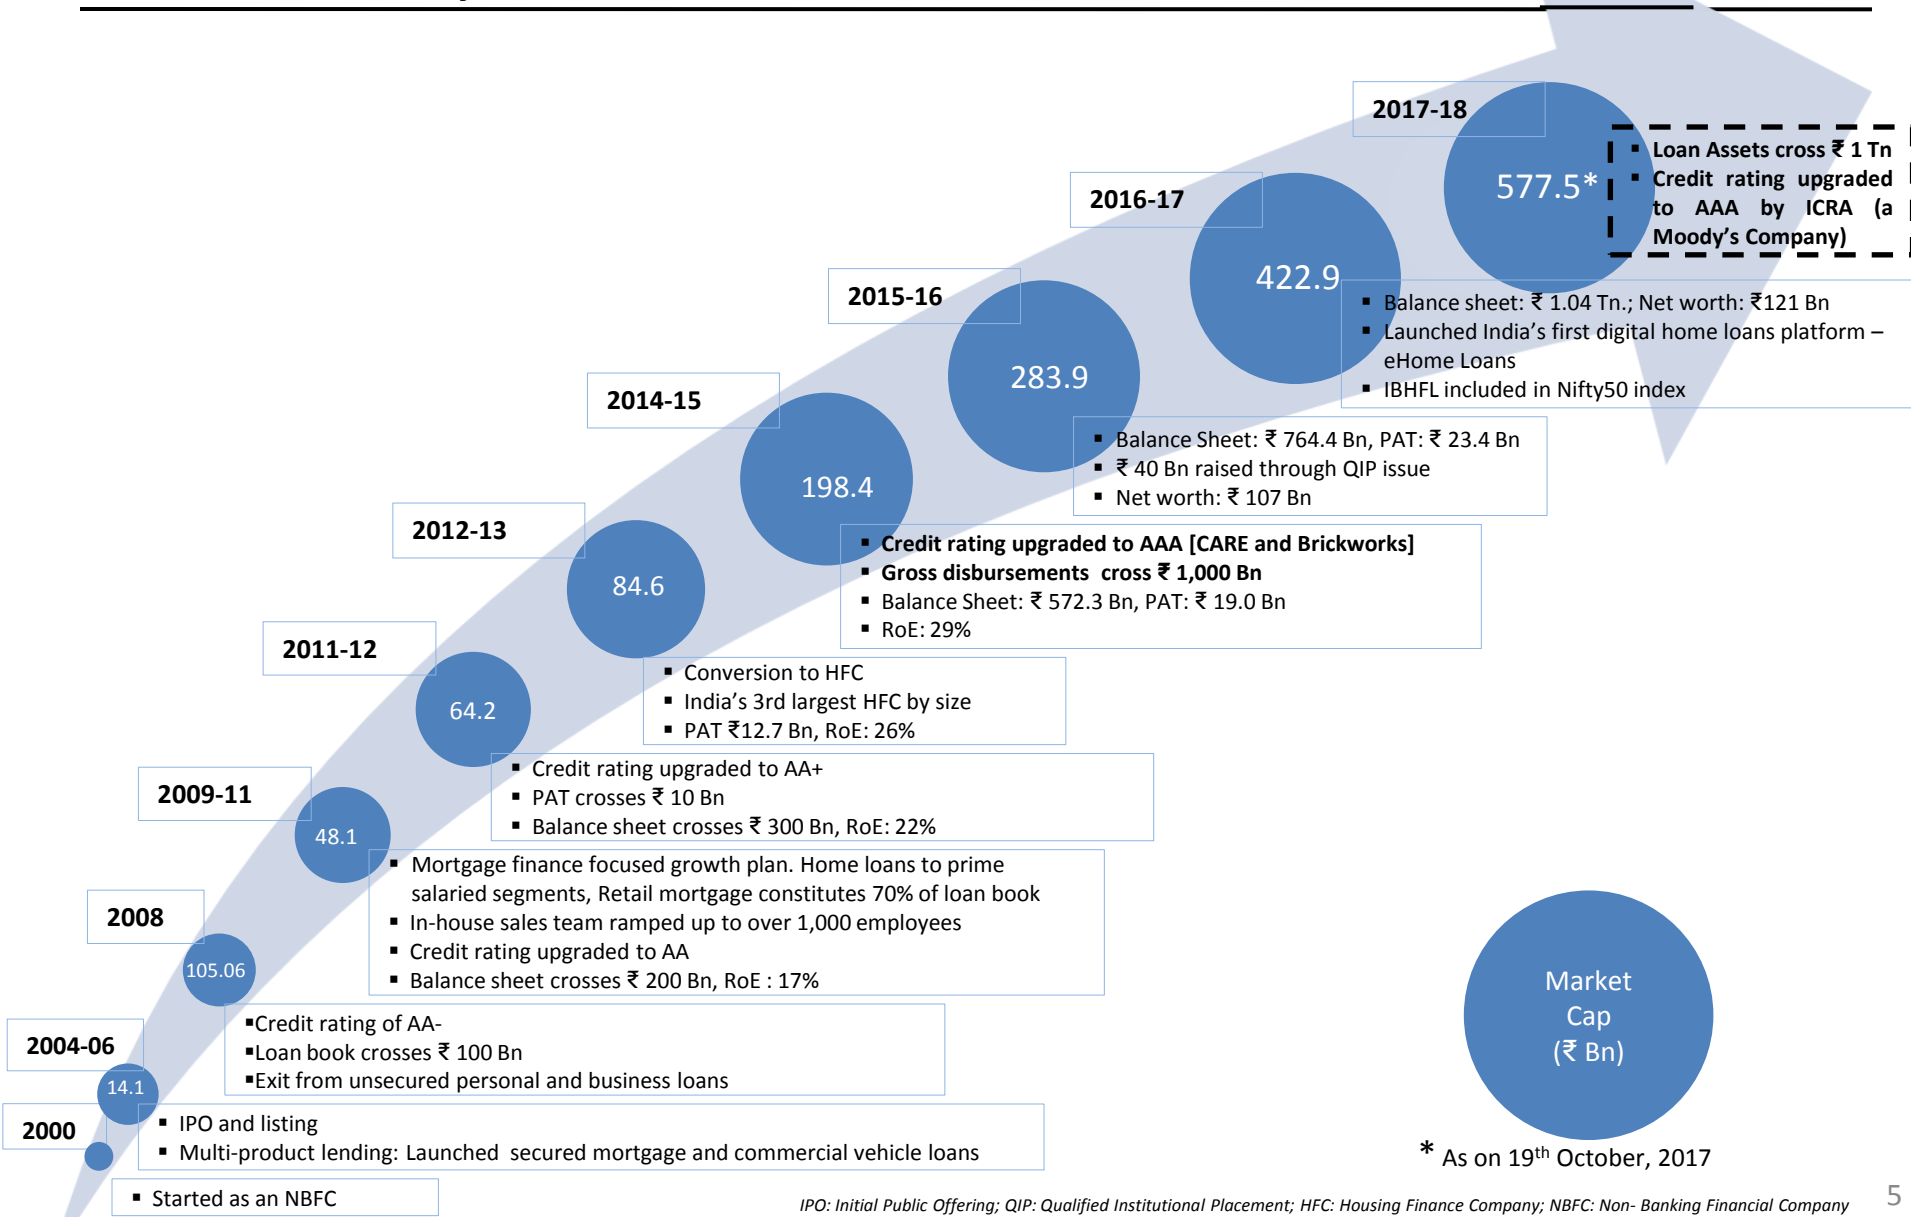 2017-18
577.5*
▪ Loan Assets cross ₹ 1 Tn
▪ Credit rating upgraded
to AAA by ICRA (a
Moody's Company)
2016-17
422.9
▪ Balance sheet: ₹ 1.04 Tn.; Net worth: ₹121 Bn
▪ Launched India's first digital home loans platform –
eHome Loans
▪ IBHFL included in Nifty50 index
2015-16
283.9
▪ Balance Sheet: ₹ 764.4 Bn, PAT: ₹ 23.4 Bn
▪ ₹ 40 Bn raised through QIP issue
▪ Net worth: ₹ 107 Bn
2014-15
198.4
▪ Credit rating upgraded to AAA [CARE and Brickworks]
▪ Gross disbursements cross ₹ 1,000 Bn
▪ Balance Sheet: ₹ 572.3 Bn, PAT: ₹ 19.0 Bn
▪ RoE: 29%
2012-13
84.6
▪ Conversion to HFC
▪ India's 3rd largest HFC by size
▪ PAT ₹12.7 Bn, RoE: 26%
2011-12
64.2
▪ Credit rating upgraded to AA+
▪ PAT crosses ₹ 10 Bn
▪ Balance sheet crosses ₹ 300 Bn, RoE: 22%
2009-11
48.1
▪ Mortgage finance focused growth plan. Home loans to prime
salaried segments, Retail mortgage constitutes 70% of loan book
▪ In-house sales team ramped up to over 1,000 employees
▪ Credit rating upgraded to AA
▪ Balance sheet crosses ₹ 200 Bn, RoE : 17%
2008
105.06
▪Credit rating of AA-
▪Loan book crosses ₹ 100 Bn
▪Exit from unsecured personal and business loans
2004-06
14.1
▪ IPO and listing
▪ Multi-product lending: Launched secured mortgage and commercial vehicle loans
2000
▪ Started as an NBFC
Market
Cap
(₹ Bn)
* As on 19th October, 2017
IPO: Initial Public Offering; QIP: Qualified Institutional Placement; HFC: Housing Finance Company; NBFC: Non- Banking Financial Company
5